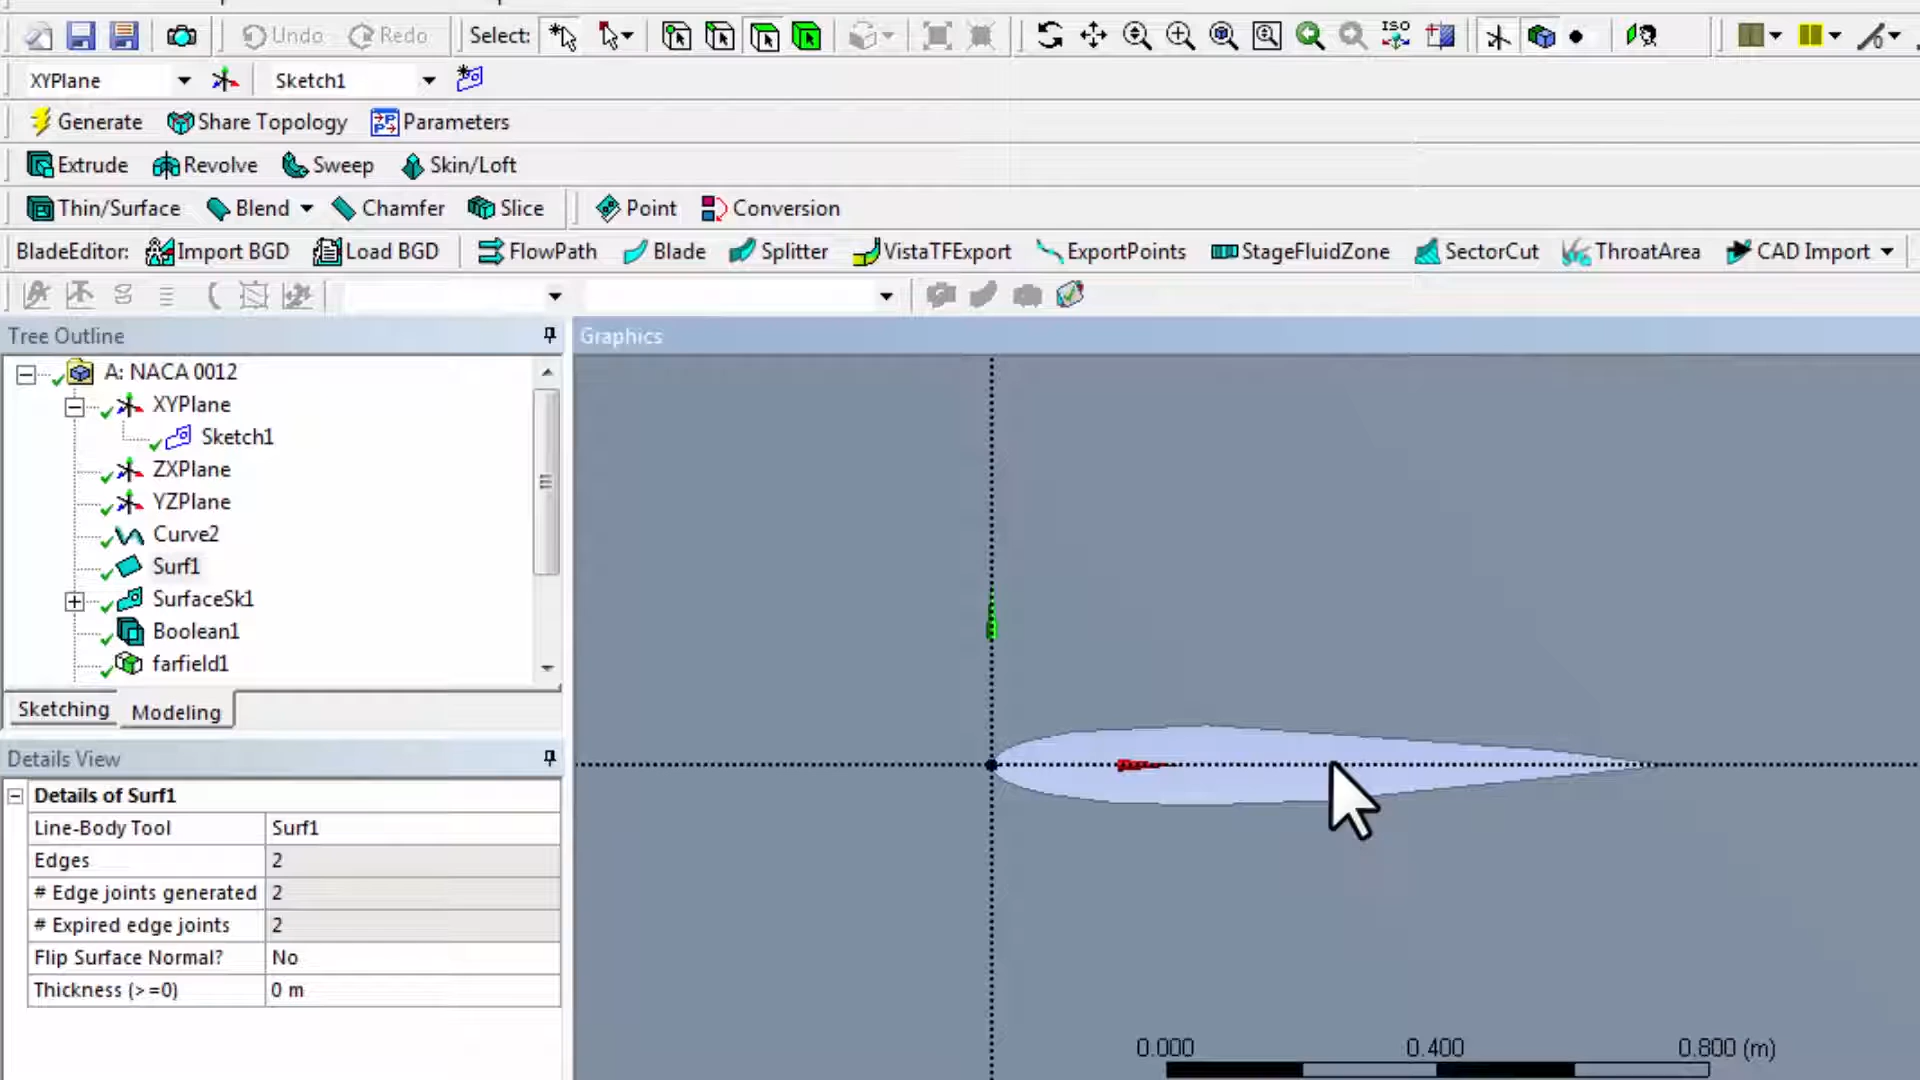 Undo Redo Select: ISO
XYPlane Sketch1
Generate Share Topology Parameters
Extrude Revolve Sweep Skin/Loft
Thin/Surface Blend Chamfer Slice Point Conversion
BladeEditor: Import BGD Load BGD FlowPath Blade Splitter VistaTFExport ExportPoints StageFluidZone SectorCut ThroatArea CAD Import
Tree Outline
Graphics
A: NACA 0012
XYPlane
Sketch1
ZXPlane
YZPlane
Curve2
Surf1
SurfaceSk1
Boolean1
farfield1
Sketching Modeling
Details View
Details of Surf1
Line-Body Tool Surf1
Edges 2
# Edge joints generated 2
# Expired edge joints 2
Flip Surface Normal? No
Thickness (>=0) 0 m
0.000 0.400 0.800 (m)